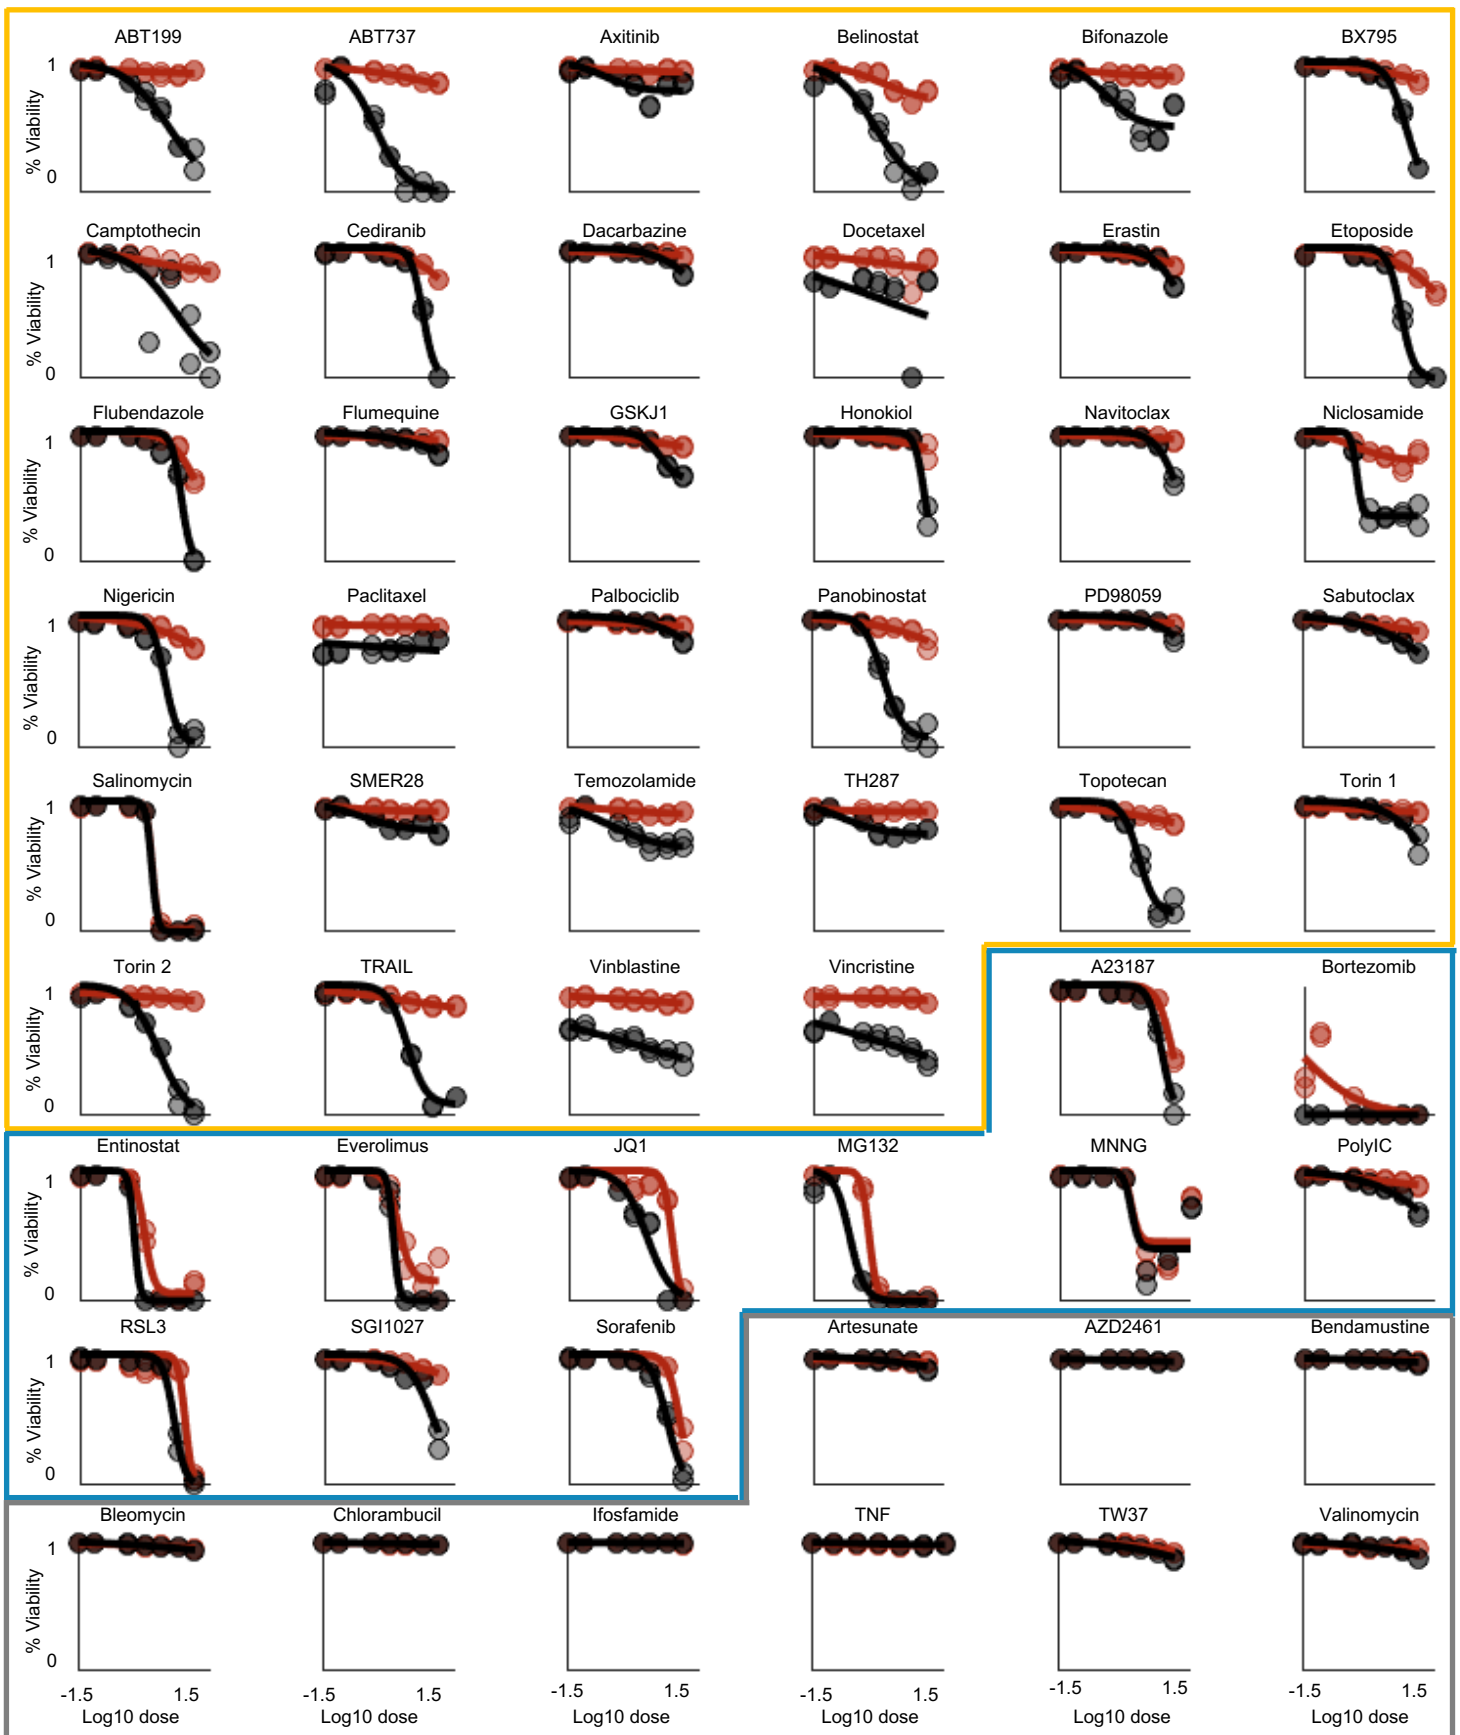 ABT199 ABT737 Axitinib Belinostat Bifonazole BX795
1
% Viability
0
Camptothecin Cediranib Dacarbazine Docetaxel Erastin Etoposide
1
% Viability
0
Flubendazole Flumequine GSKJ1 Honokiol Navitoclax Niclosamide
1
% Viability
0
Nigericin Paclitaxel Palbociclib Panobinostat PD98059 Sabutoclax
1
% Viability
0
Salinomycin SMER28 Temozolamide TH287 Topotecan Torin 1
1
% Viability
0
Torin 2 TRAIL Vinblastine Vincristine A23187 Bortezomib
1
% Viability
0
Entinostat Everolimus JQ1 MG132 MNNG PolyIC
1
% Viability
0
RSL3 SGI1027 Sorafenib Artesunate AZD2461 Bendamustine
1
% Viability
0
Bleomycin Chlorambucil Ifosfamide TNF TW37 Valinomycin
1
% Viability
0
-1.5 1.5 -1.5 1.5 -1.5 1.5 -1.5 1.5 -1.5 1.5 -1.5 1.5
Log10 dose Log10 dose Log10 dose Log10 dose Log10 dose Log10 dose